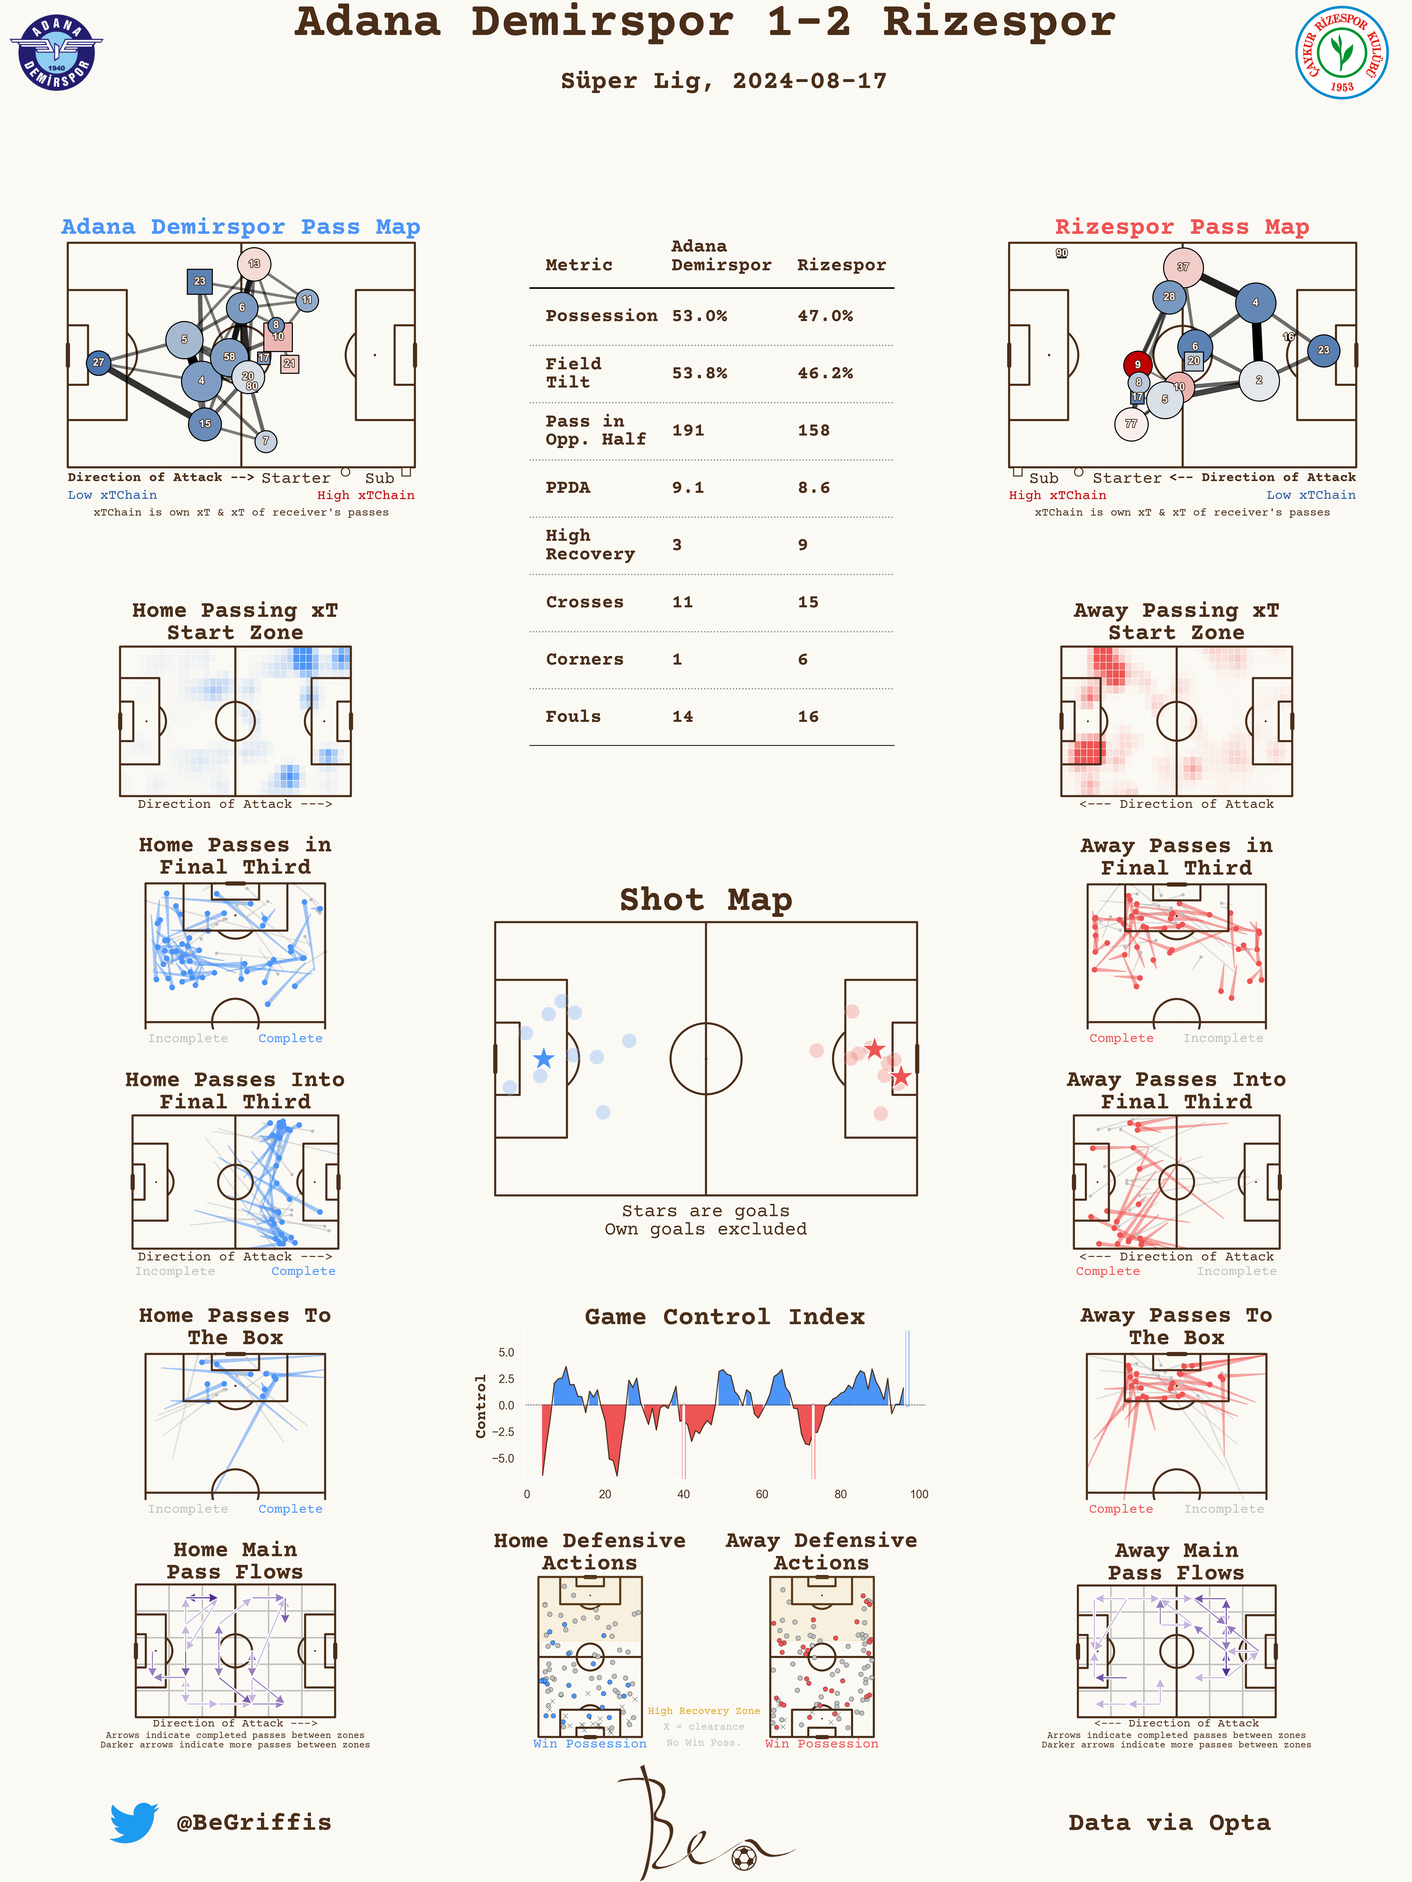 Adana Demirspor 1-2 Rizespor
Süper Lig, 2024-08-17
ADANA
1940
DEMİRSPOR
ÇAYKUR RİZESPOR KULÜBÜ
1953
Adana Demirspor Pass Map
13
23
11
6
8
10
5
58
17
21
27
4
20
80
15
7
Direction of Attack --> Starter Sub
Low xTChain High xTChain
xTChain is own xT & xT of receiver's passes
Metric Adana Demirspor Rizespor
Possession 53.0% 47.0%
Field Tilt 53.8% 46.2%
Pass in Opp. Half 191 158
PPDA 9.1 8.6
High Recovery 3 9
Crosses 11 15
Corners 1 6
Fouls 14 16
Rizespor Pass Map
90
37
28
4
16
6
23
20
9
8
10
2
17
5
77
Sub Starter <-- Direction of Attack
High xTChain Low xTChain
xTChain is own xT & xT of receiver's passes
Home Passing xT
Start Zone
Direction of Attack --->
Away Passing xT
Start Zone
<--- Direction of Attack
Home Passes in
Final Third
Incomplete Complete
Away Passes in
Final Third
Complete Incomplete
Shot Map
Stars are goals
Own goals excluded
Home Passes Into
Final Third
Direction of Attack --->
Incomplete Complete
Away Passes Into
Final Third
<--- Direction of Attack
Complete Incomplete
Home Passes To
The Box
Incomplete Complete
Game Control Index
Control
5.0
2.5
0.0
−2.5
−5.0
0 20 40 60 80 100
Away Passes To
The Box
Complete Incomplete
Home Main
Pass Flows
Direction of Attack --->
Arrows indicate completed passes between zones
Darker arrows indicate more passes between zones
Home Defensive
Actions
Win Possession
High Recovery Zone
X = clearance
No Win Poss.
Away Defensive
Actions
Win Possession
Away Main
Pass Flows
<--- Direction of Attack
Arrows indicate completed passes between zones
Darker arrows indicate more passes between zones
@BeGriffis
Ben
Data via Opta